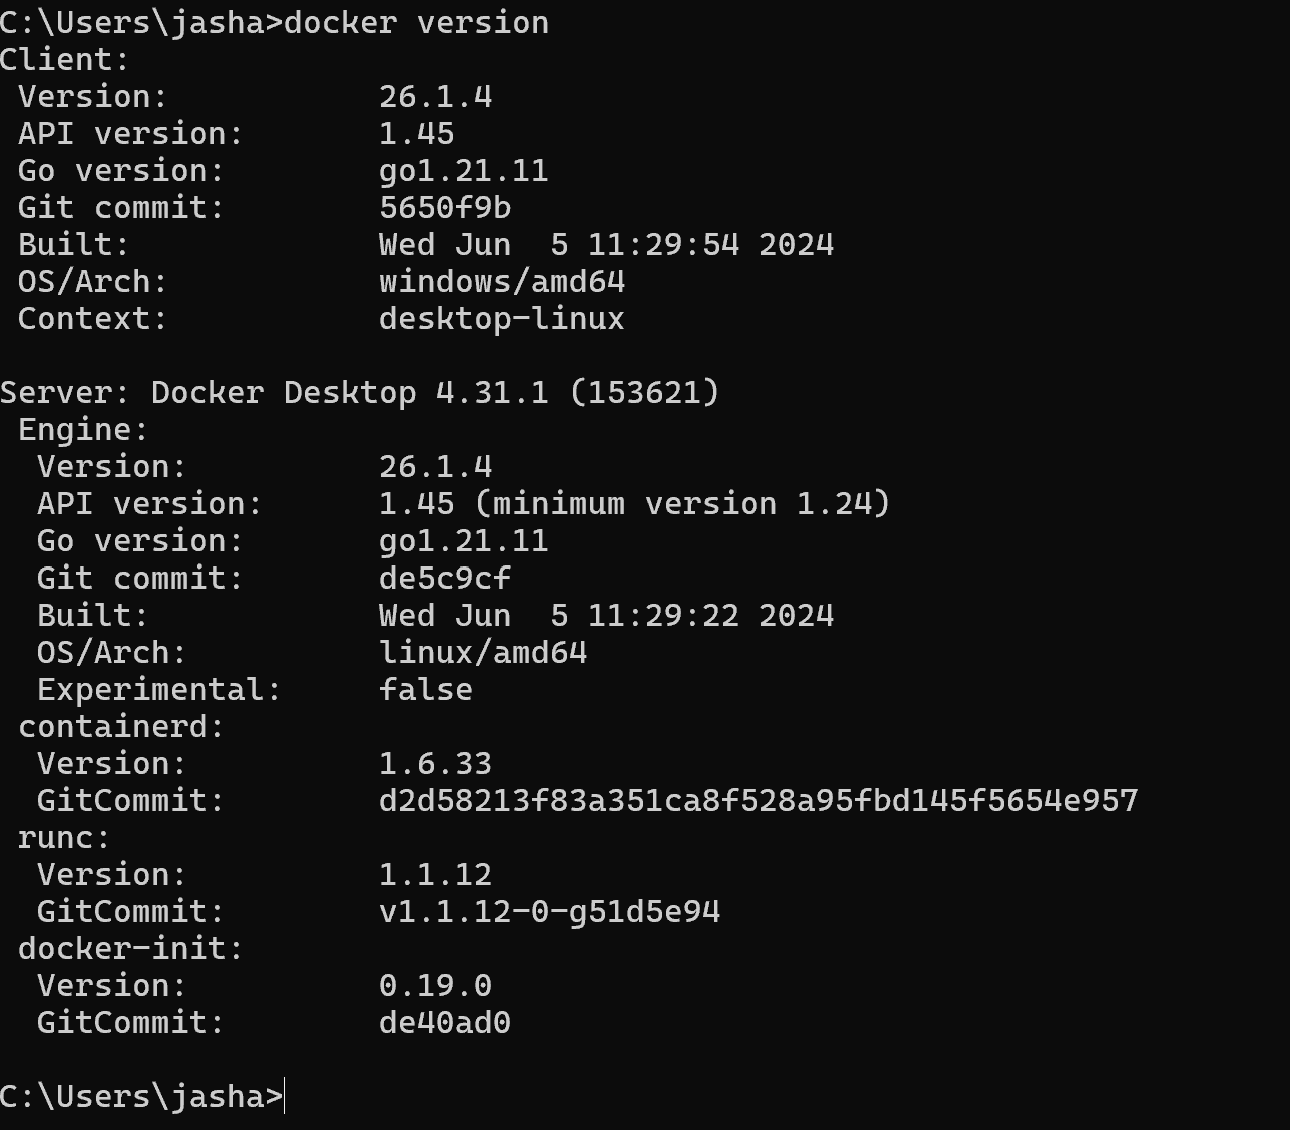 C:\Users\jasha>docker version
Client:
 Version:           26.1.4
 API version:       1.45
 Go version:        go1.21.11
 Git commit:        5650f9b
 Built:             Wed Jun  5 11:29:54 2024
 OS/Arch:           windows/amd64
 Context:           desktop-linux

Server: Docker Desktop 4.31.1 (153621)
 Engine:
  Version:          26.1.4
  API version:      1.45 (minimum version 1.24)
  Go version:       go1.21.11
  Git commit:       de5c9cf
  Built:            Wed Jun  5 11:29:22 2024
  OS/Arch:          linux/amd64
  Experimental:     false
 containerd:
  Version:          1.6.33
  GitCommit:        d2d58213f83a351ca8f528a95fbd145f5654e957
 runc:
  Version:          1.1.12
  GitCommit:        v1.1.12-0-g51d5e94
 docker-init:
  Version:          0.19.0
  GitCommit:        de40ad0

C:\Users\jasha>